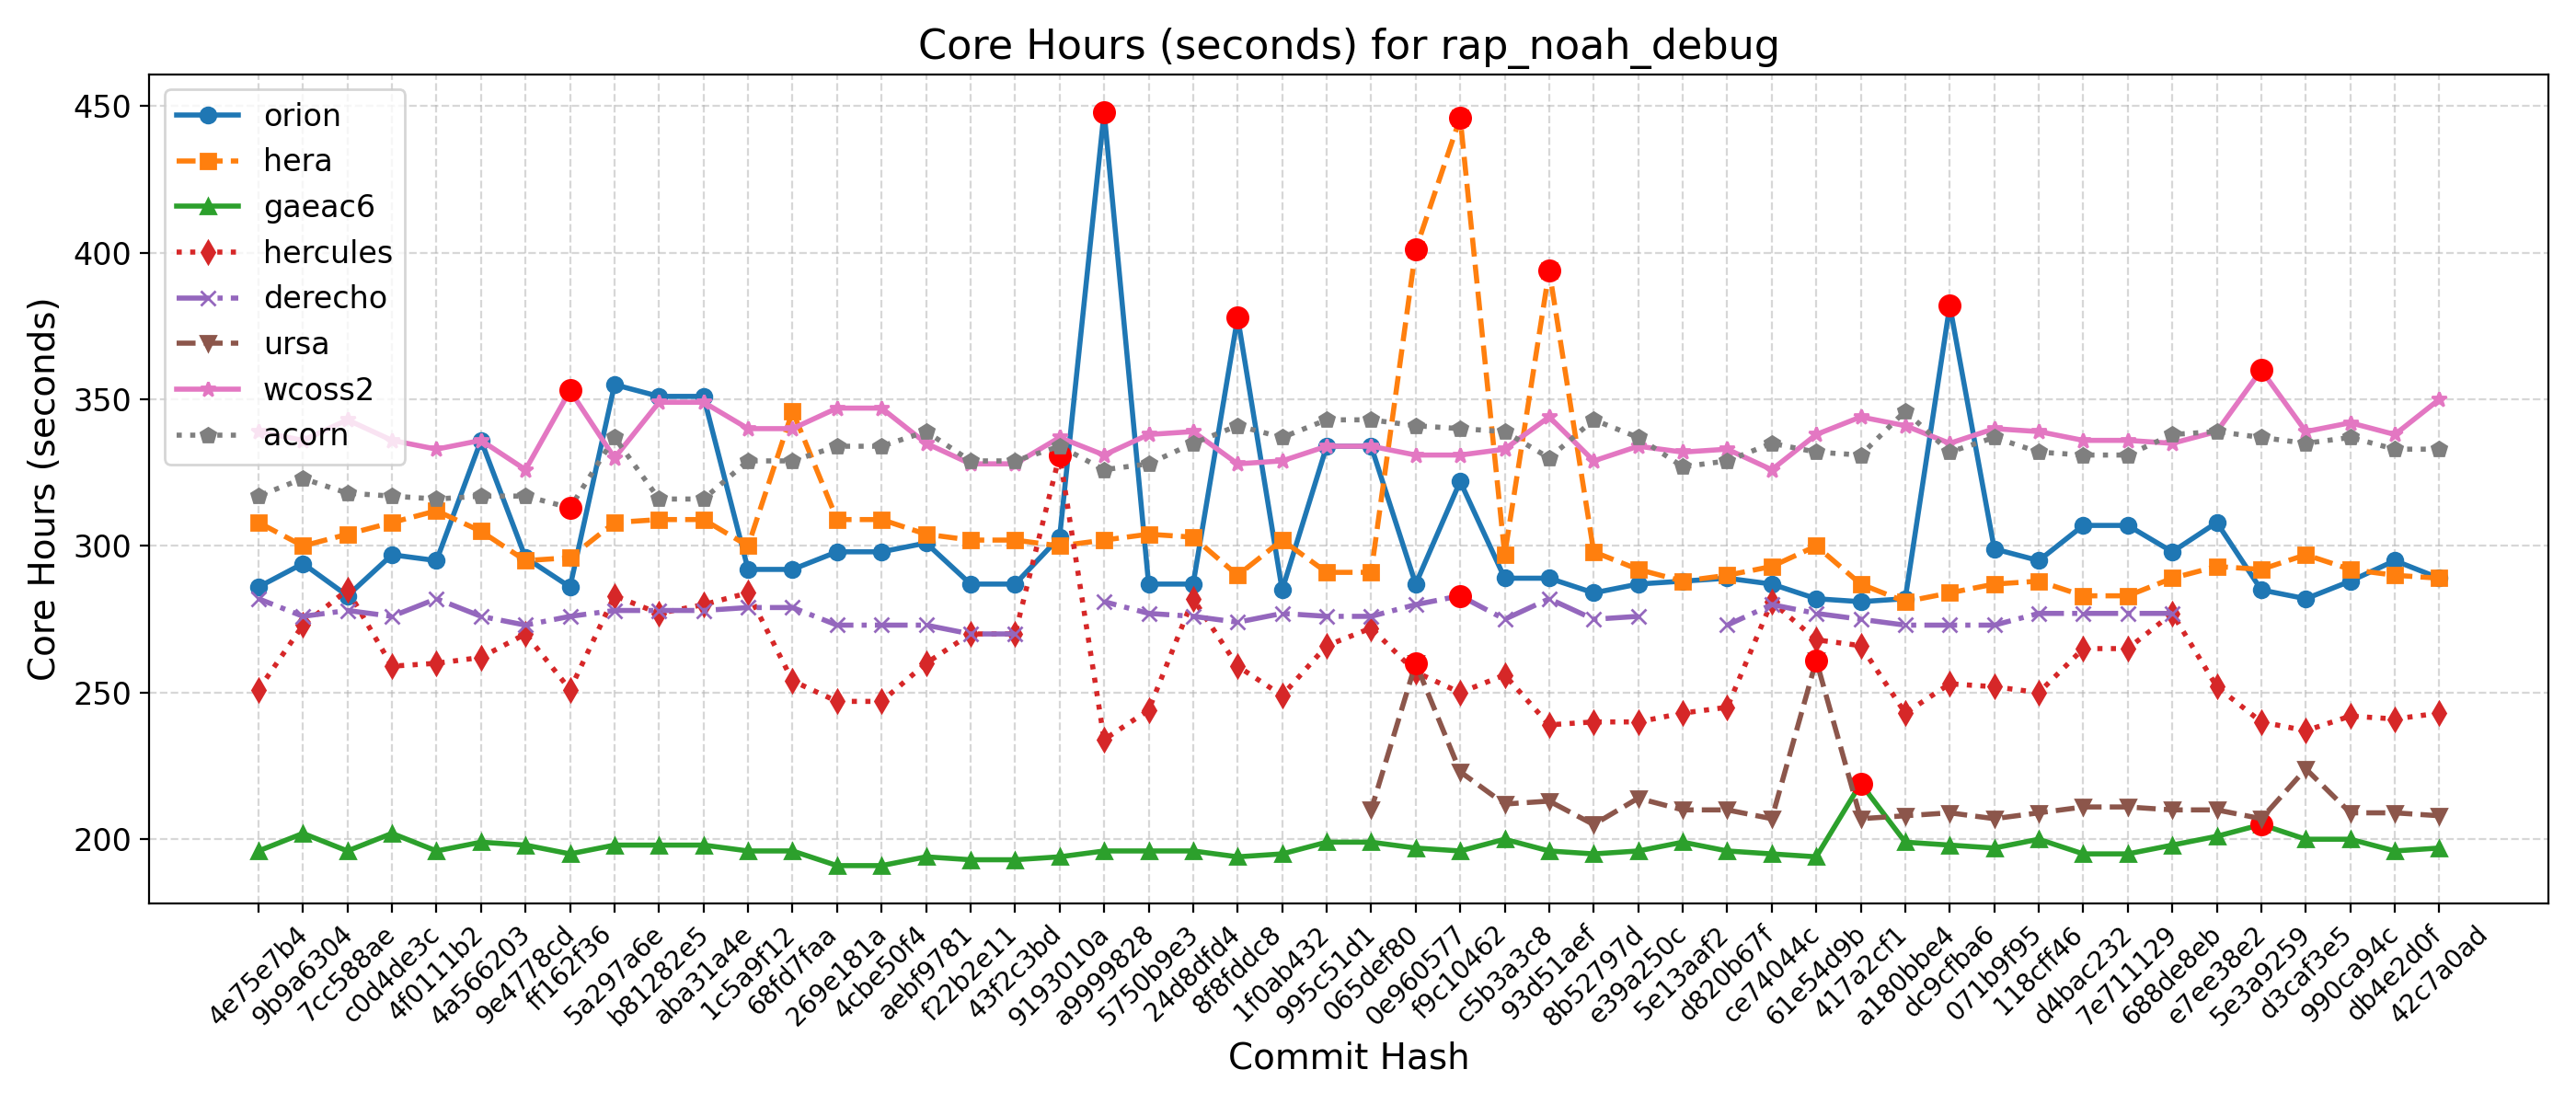 Core Hours (seconds) for rap_noah_debug
Core Hours (seconds)
450
400
350
300
250
200
orion
hera
gaeac6
hercules
derecho
ursa
wcoss2
acorn
4e75e7b4
9b9a6304
7cc588ae
c0d4de3c
4f0111b2
4a566203
9e4778cd
ff162f36
5a297a6e
b81282e5
aba31a4e
1c5a9f12
68fd7faa
269e181a
4cbe50f4
aebf9781
f22b2e11
43f2c3bd
9193010a
a9999828
5750b9e3
24d8dfd4
8f8fddc8
1f0ab432
995c51d1
065def80
0e960577
f9c10462
c5b3a3c8
93d51aef
8b52797d
e39a250c
5e13aaf2
d820b67f
ce74044c
61e54d9b
417a2cf1
a180bbe4
dc9cfba6
071b9f95
118cff46
d4bac232
7e711129
688de8eb
e7ee38e2
5e3a9259
d3caf3e5
990ca94c
db4e2d0f
42c7a0ad
Commit Hash